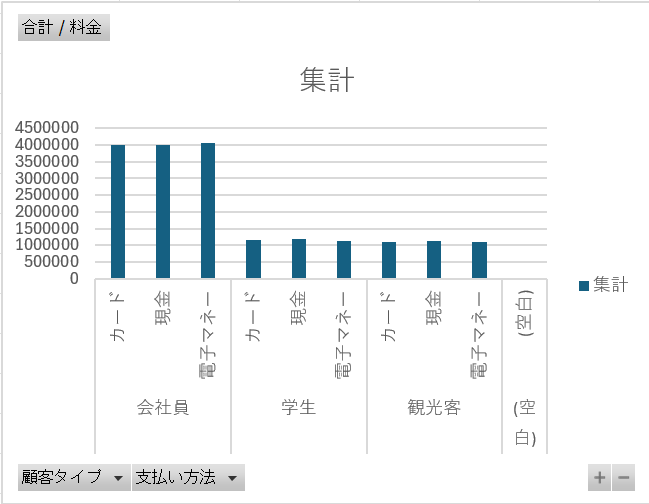 合計 / 料金
集計
4500000
4000000
3500000
3000000
2500000
2000000
1500000
1000000
500000
0
カード
現金
電子マネー
カード
現金
電子マネー
カード
現金
電子マネー
(空白)
会社員
学生
観光客
(空
白)
集計
顧客タイプ
支払い方法
+ -